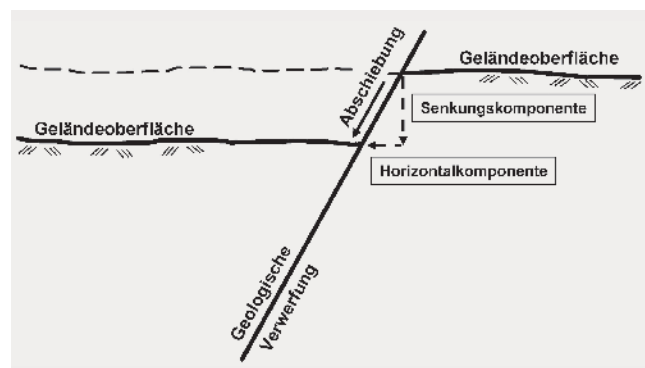 Geländeoberfläche
Abschiebung
Senkungskomponente
Geländeoberfläche
Horizontalkomponente
Geologische
Verwerfung